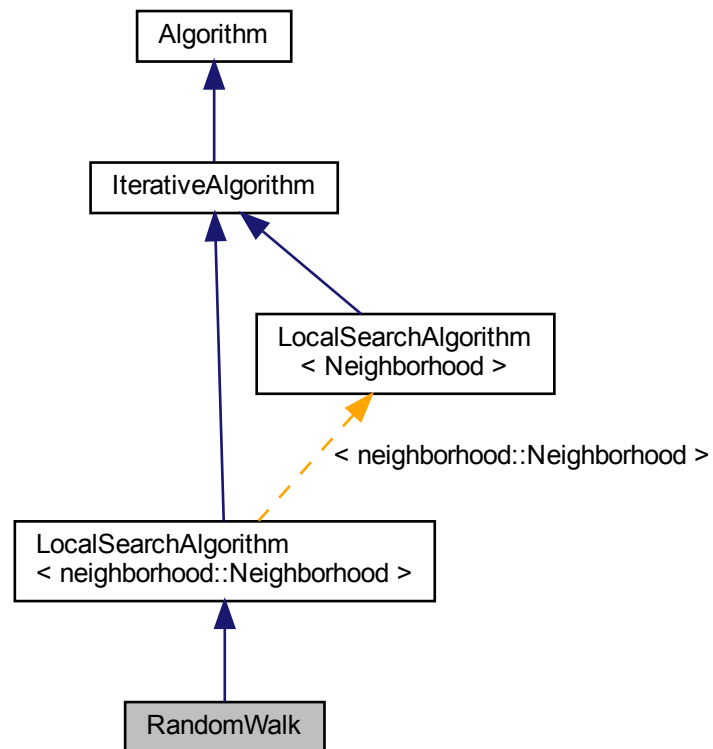 Algorithm
IterativeAlgorithm
LocalSearchAlgorithm
< Neighborhood >
< neighborhood::Neighborhood >
LocalSearchAlgorithm
< neighborhood::Neighborhood >
RandomWalk